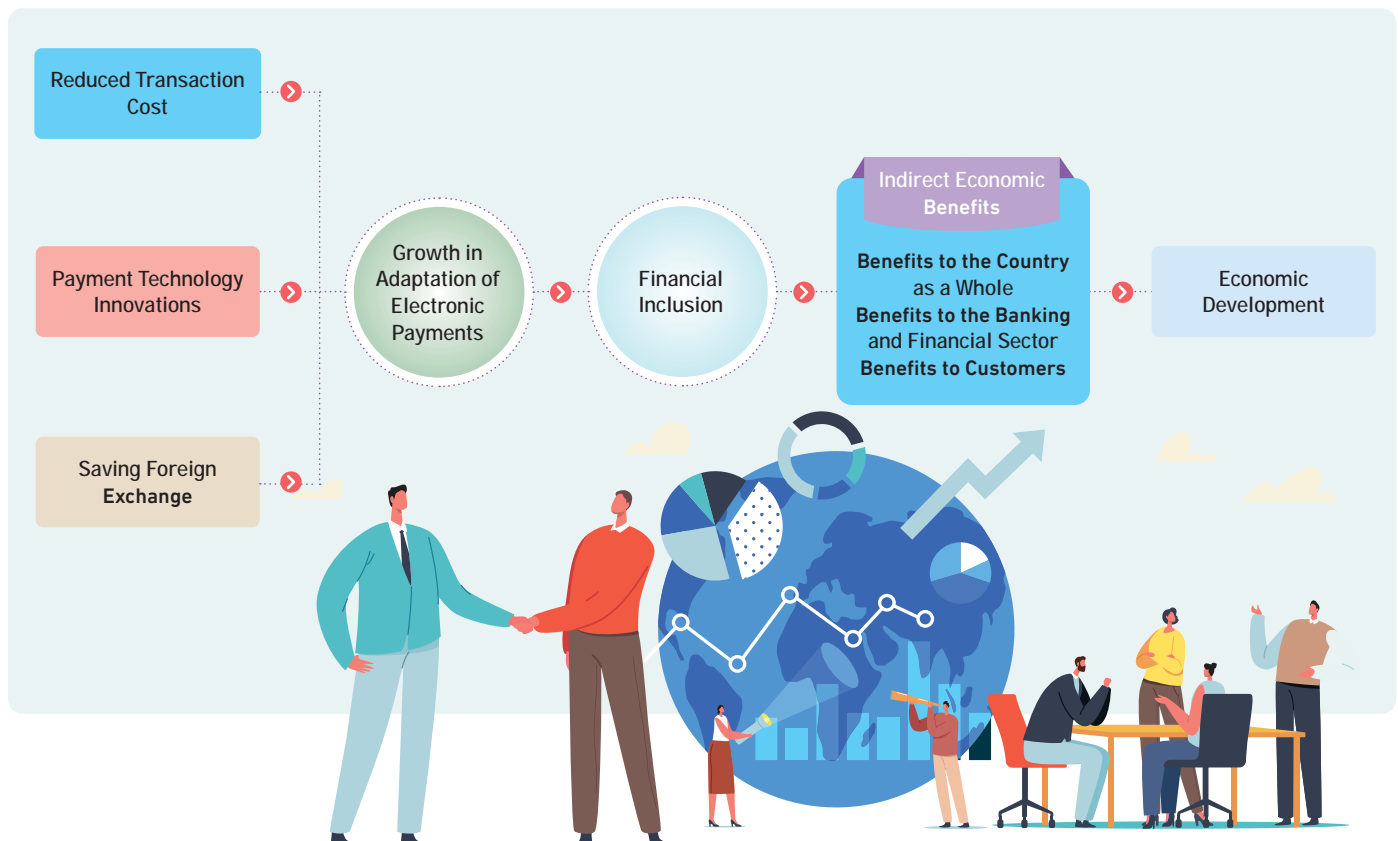 Reduced Transaction
Cost
Payment Technology
Innovations
Saving Foreign
Exchange
Growth in
Adaptation of
Electronic
Payments
Financial
Inclusion
Indirect Economic
Benefits
Benefits to the Country
as a Whole
Benefits to the Banking
and Financial Sector
Benefits to Customers
Economic
Development